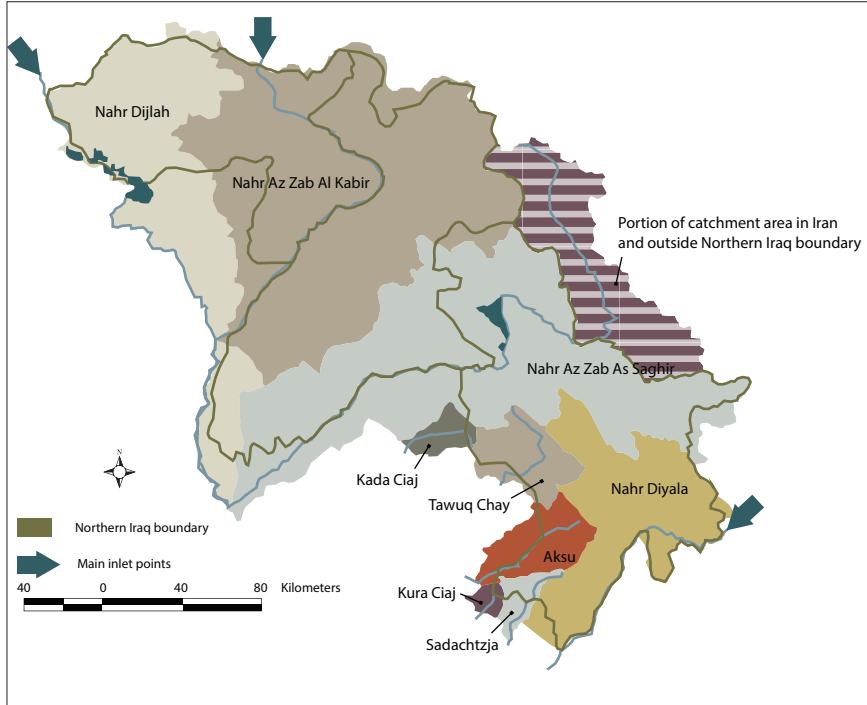 Nahr Dijlah
Nahr Az Zab Al Kabir
Portion of catchment area in Iran
and outside Northern Iraq boundary
Nahr Az Zab As Saghir
Kada Ciaj
Tawuq Chay
Nahr Diyala
N
Northern Iraq boundary
Aksu
Main inlet points
40 0 40 80 Kilometers
Kura Ciaj
Sadachtzja